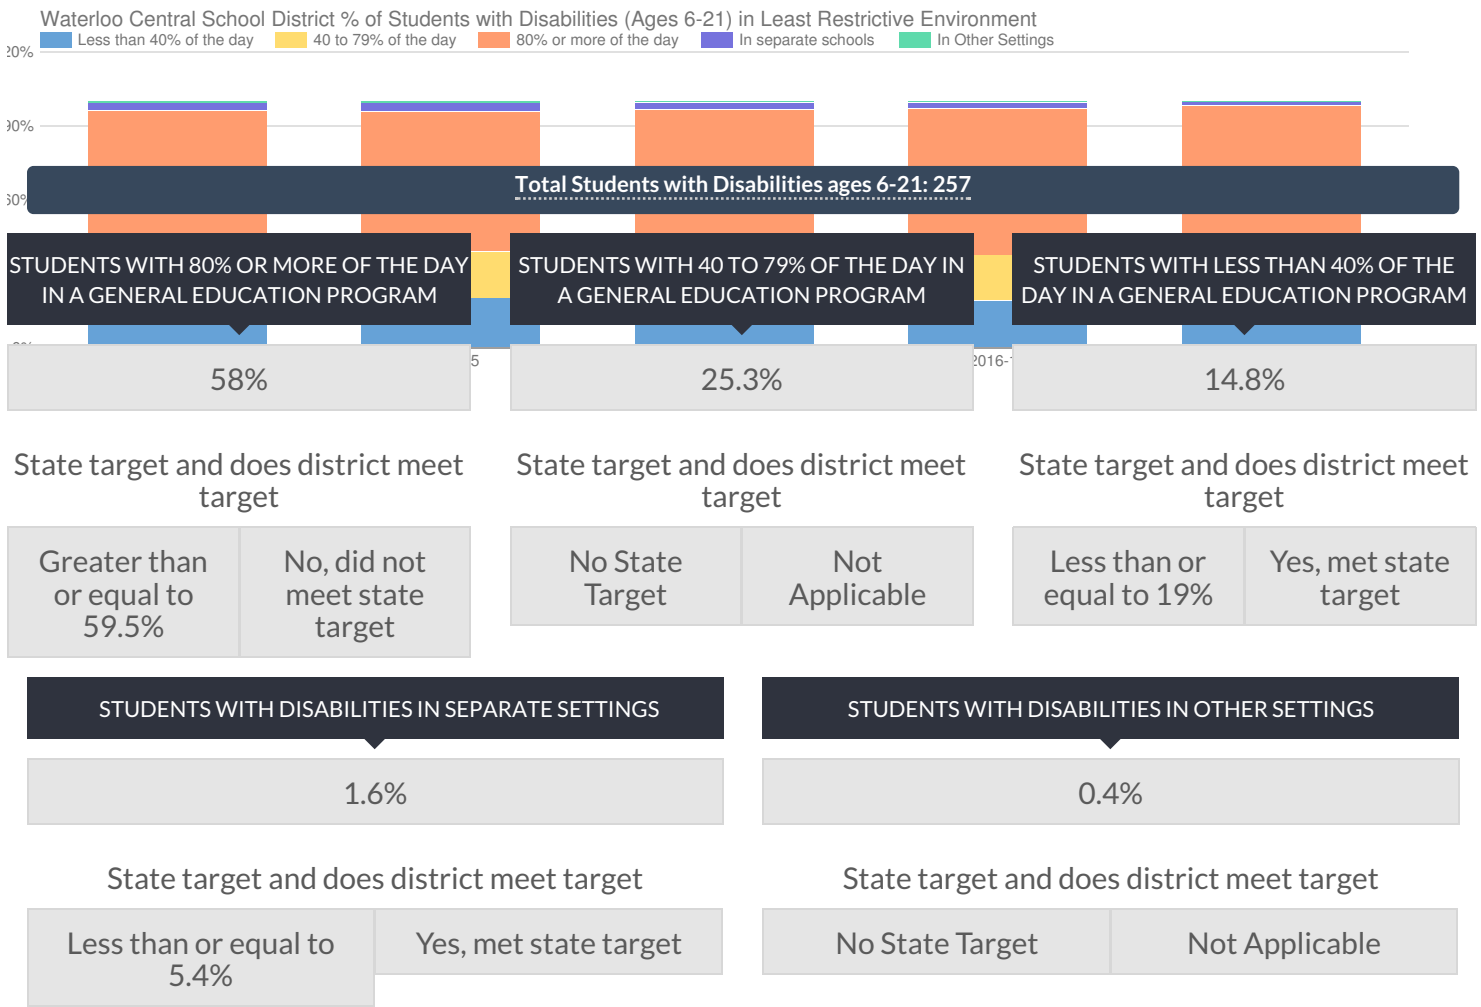 Waterloo Central School District % of Students with Disabilities (Ages 6-21) in Least Restrictive Environment
Less than 40% of the day 40 to 79% of the day 80% or more of the day In separate schools In Other Settings
Total Students with Disabilities ages 6-21: 257
STUDENTS WITH 80% OR MORE OF THE DAY
IN A GENERAL EDUCATION PROGRAM
58%
State target and does district meet
target
Greater than
or equal to
59.5%
No, did not
meet state
target
STUDENTS WITH 40 TO 79% OF THE DAY IN
A GENERAL EDUCATION PROGRAM
25.3%
State target and does district meet
target
No State
Target
Not
Applicable
STUDENTS WITH LESS THAN 40% OF THE
DAY IN A GENERAL EDUCATION PROGRAM
14.8%
State target and does district meet
target
Less than or
equal to 19%
Yes, met state
target
STUDENTS WITH DISABILITIES IN SEPARATE SETTINGS
1.6%
State target and does district meet target
Less than or equal to
5.4%
Yes, met state target
STUDENTS WITH DISABILITIES IN OTHER SETTINGS
0.4%
State target and does district meet target
No State Target
Not Applicable